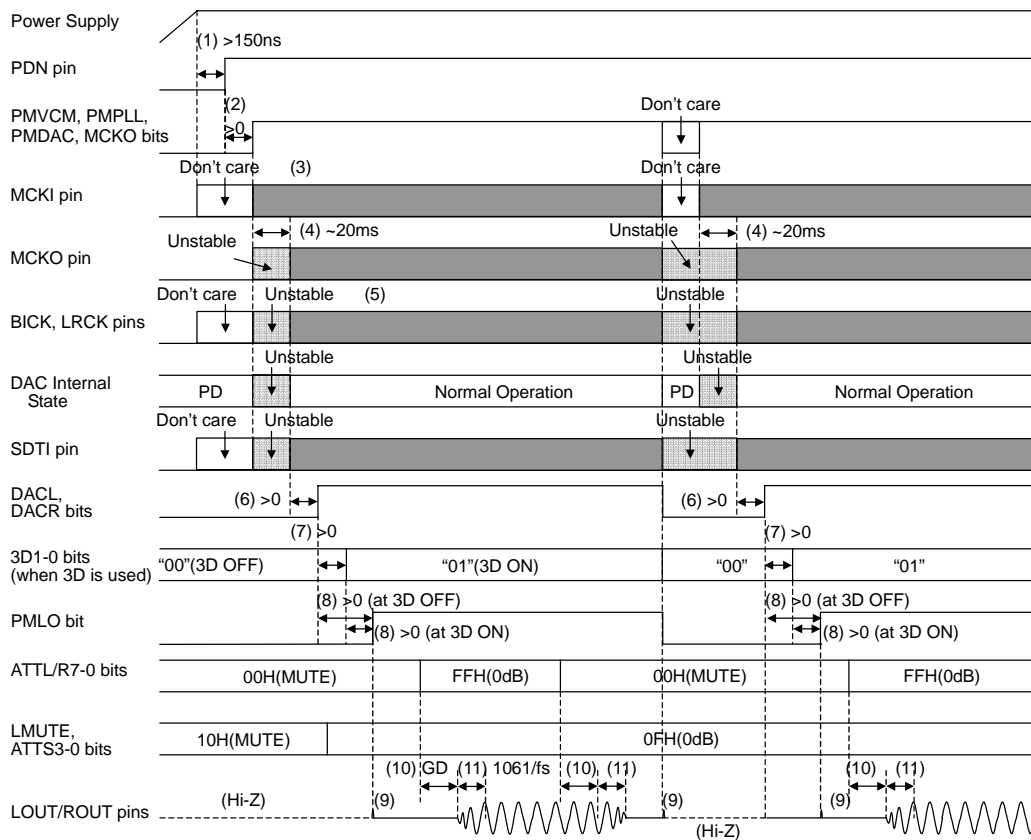 Power Supply
(1) >150ns
PDN pin
(2)
>0
PMVCM, PMPLL,
PMDAC, MCKO bits
Don't care
Don't care
(3)
Don't care
MCKI pin
(4) ~20ms
Unstable
Unstable
(4) ~20ms
MCKO pin
Don't care
Unstable
(5)
Unstable
BICK, LRCK pins
Unstable
Unstable
DAC Internal
State
PD
Normal Operation
PD
Normal Operation
Don't care
Unstable
Unstable
SDTI pin
DACL,
DACR bits
(6) >0
(6) >0
(7) >0
(7) >0
3D1-0 bits
(when 3D is used)
“00”(3D OFF)
“01”(3D ON)
“00”
“01”
(8) >0 (at 3D OFF)
(8) >0 (at 3D OFF)
PMLO bit
(8) >0 (at 3D ON)
(8) >0 (at 3D ON)
ATTL/R7-0 bits
00H(MUTE)
FFH(0dB)
00H(MUTE)
FFH(0dB)
LMUTE,
ATTS3-0 bits
10H(MUTE)
0FH(0dB)
(10) GD
(11)
1061/fs
(10)
(11)
(10)
(11)
LOUT/ROUT pins
(Hi-Z)
(9)
(9)
(Hi-Z)
(9)